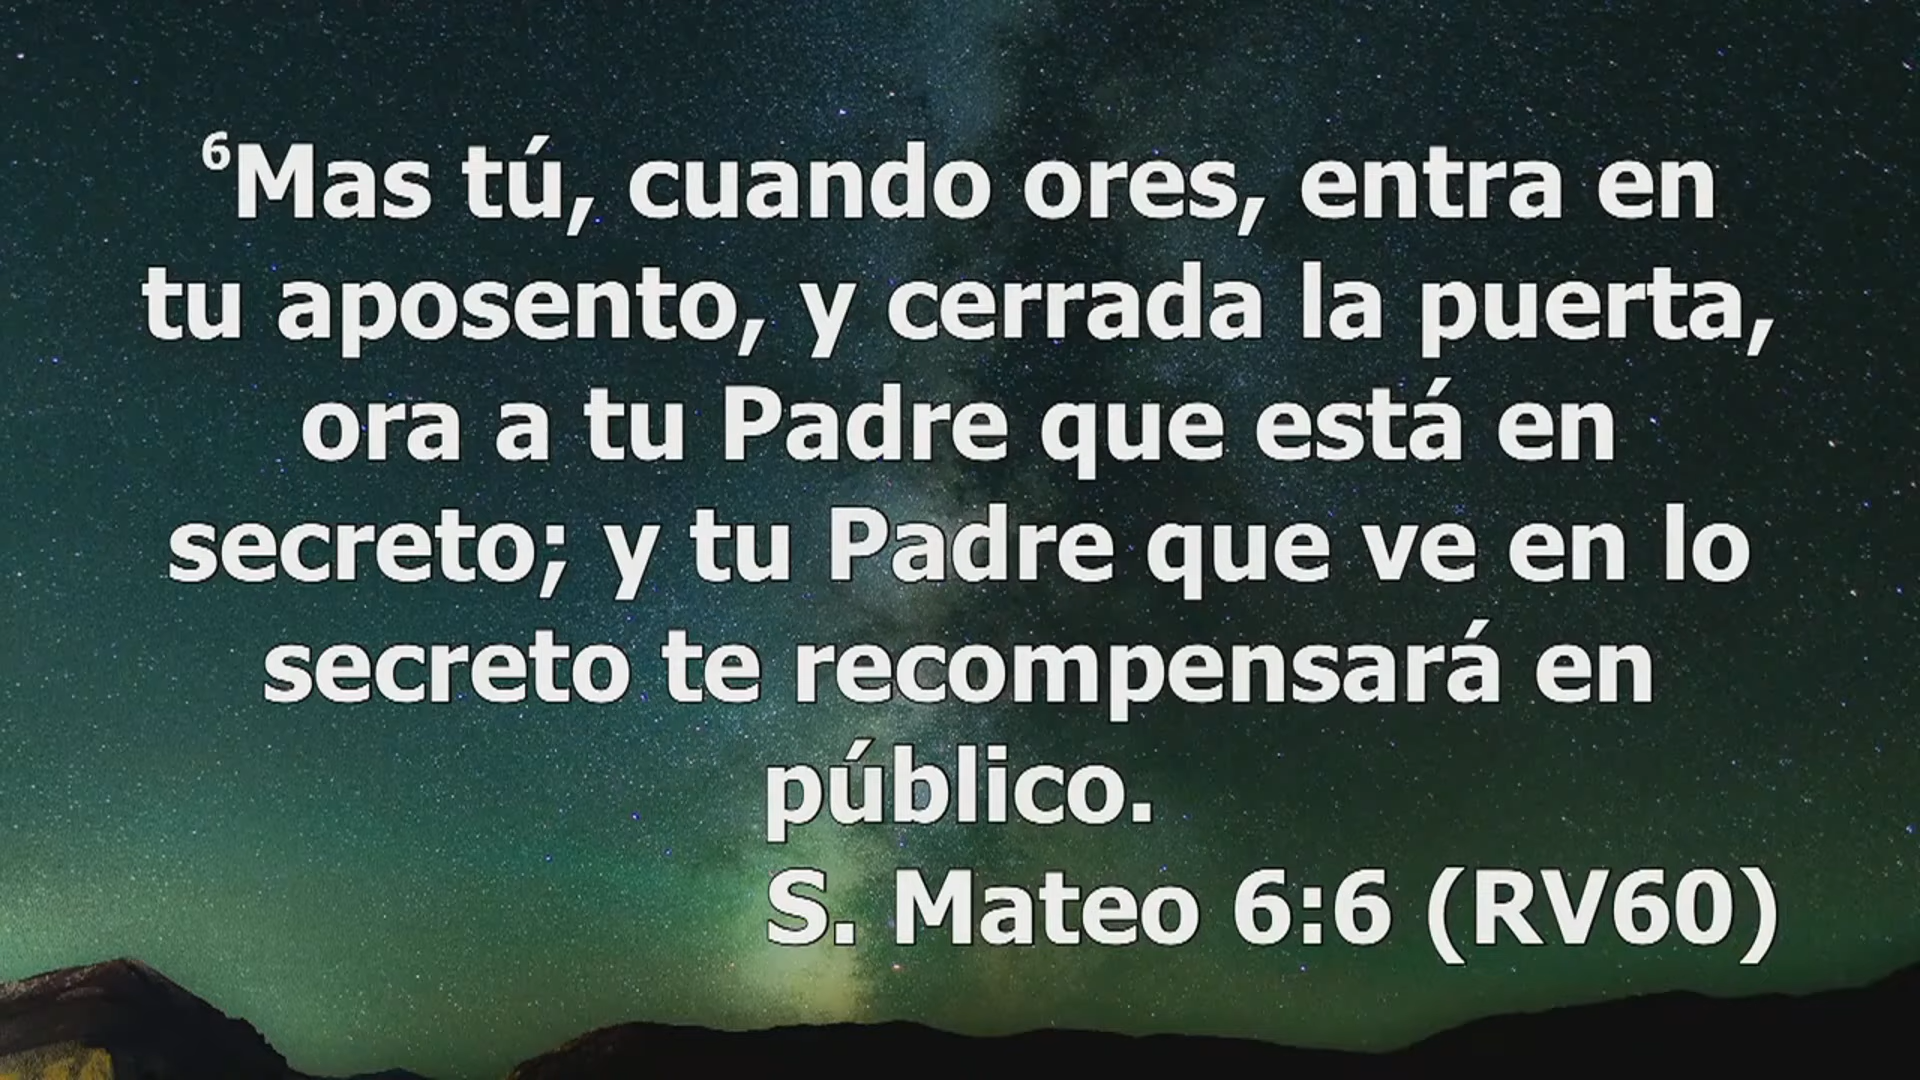 ⁶Mas tú, cuando ores, entra en
tu aposento, y cerrada la puerta,
ora a tu Padre que está en
secreto; y tu Padre que ve en lo
secreto te recompensará en
público.
S. Mateo 6:6 (RV60)